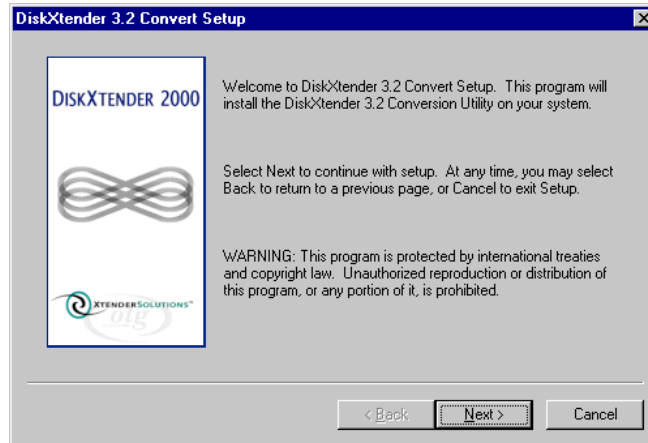 DiskXtender 3.2 Convert Setup
DISKXTENDER 2000
XTENDERSOLUTIONS™
otg
Welcome to DiskXtender 3.2 Convert Setup. This program will
install the DiskXtender 3.2 Conversion Utility on your system.
Select Next to continue with setup. At any time, you may select
Back to return to a previous page, or Cancel to exit Setup.
WARNING: This program is protected by international treaties
and copyright law. Unauthorized reproduction or distribution of
this program, or any portion of it, is prohibited.
< Back
Next >
Cancel